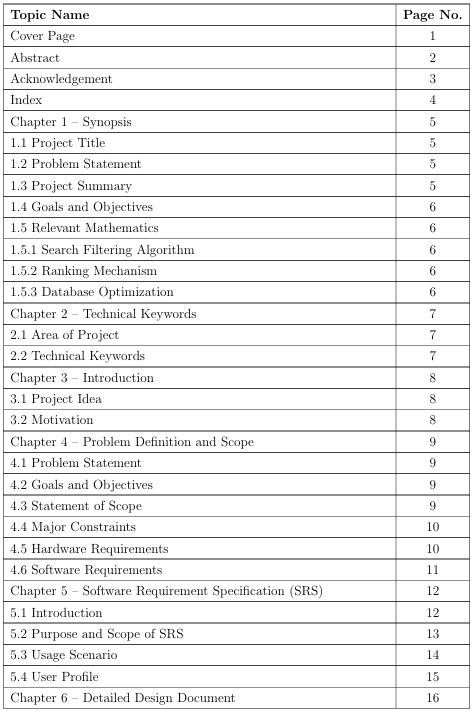 Topic Name Page No.
Cover Page 1
Abstract 2
Acknowledgement 3
Index 4
Chapter 1 – Synopsis 5
1.1 Project Title 5
1.2 Problem Statement 5
1.3 Project Summary 5
1.4 Goals and Objectives 6
1.5 Relevant Mathematics 6
1.5.1 Search Filtering Algorithm 6
1.5.2 Ranking Mechanism 6
1.5.3 Database Optimization 6
Chapter 2 – Technical Keywords 7
2.1 Area of Project 7
2.2 Technical Keywords 7
Chapter 3 – Introduction 8
3.1 Project Idea 8
3.2 Motivation 8
Chapter 4 – Problem Definition and Scope 9
4.1 Problem Statement 9
4.2 Goals and Objectives 9
4.3 Statement of Scope 9
4.4 Major Constraints 10
4.5 Hardware Requirements 10
4.6 Software Requirements 11
Chapter 5 – Software Requirement Specification (SRS) 12
5.1 Introduction 12
5.2 Purpose and Scope of SRS 13
5.3 Usage Scenario 14
5.4 User Profile 15
Chapter 6 – Detailed Design Document 16